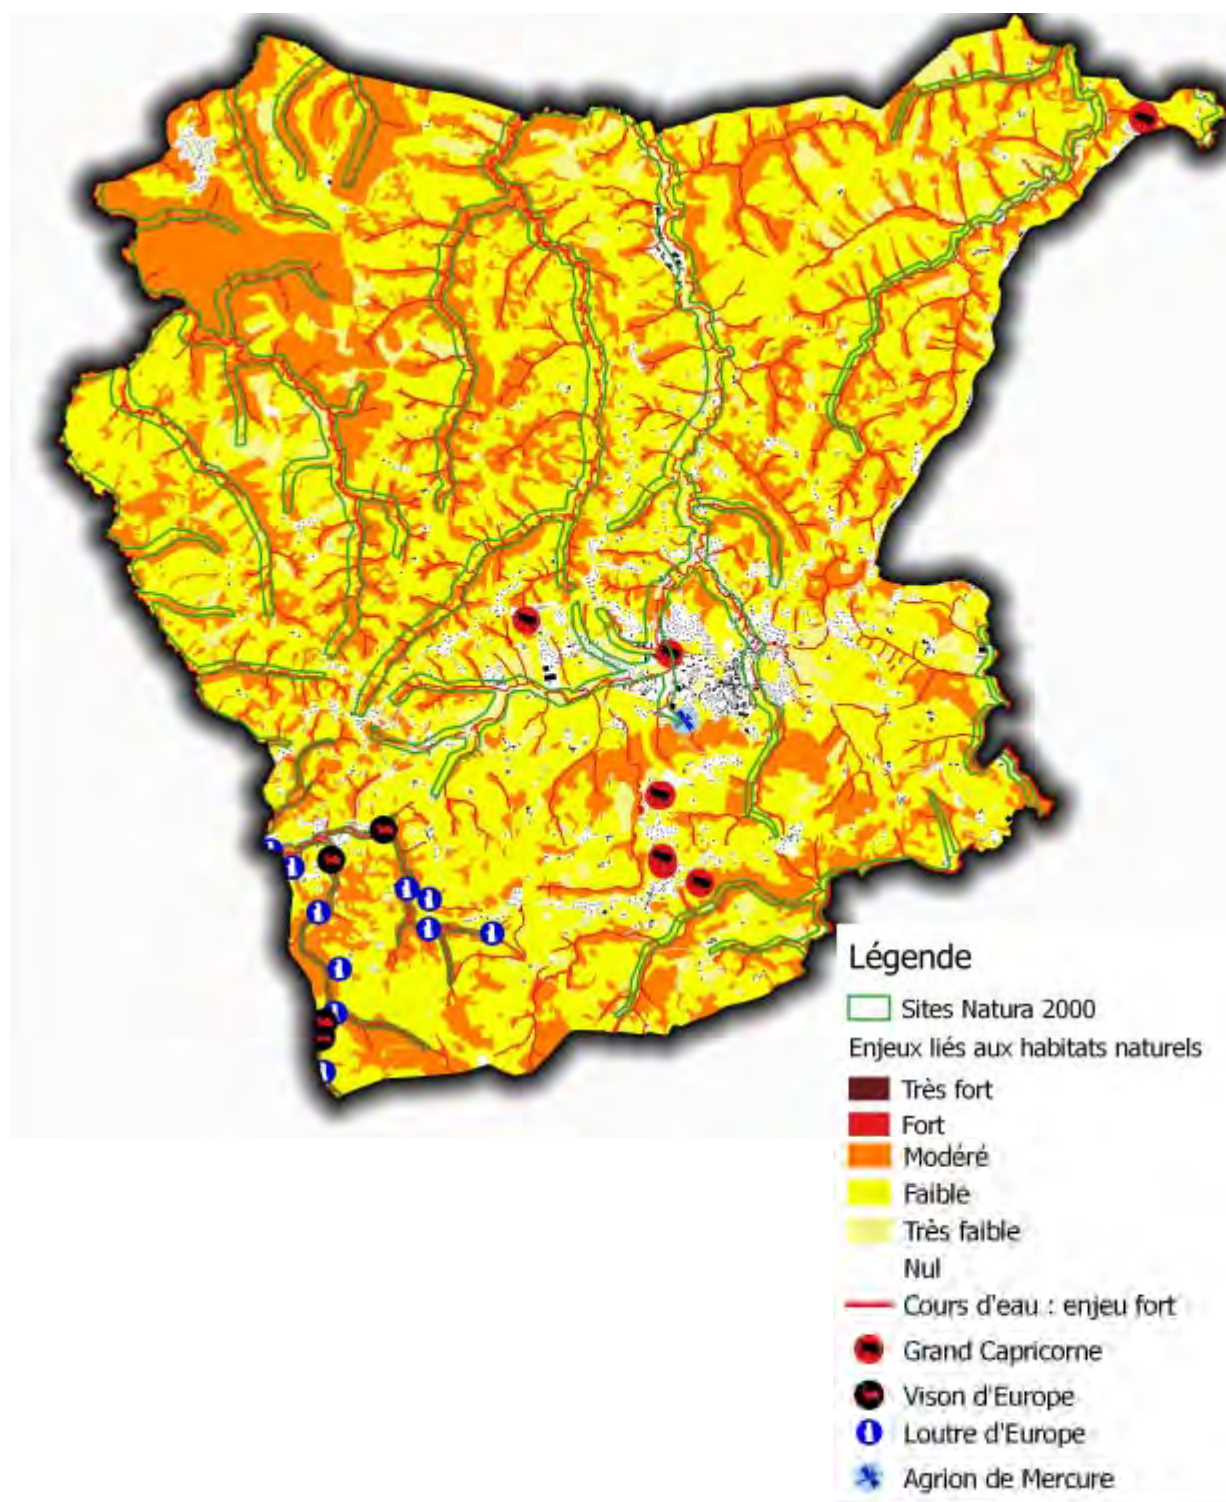 Légende
Sites Natura 2000
Enjeux liés aux habitats naturels
Très fort
Fort
Modéré
Faible
Très faible
Nul
Cours d'eau : enjeu fort
Grand Capricorne
Vison d'Europe
Loutre d'Europe
Agrion de Mercure